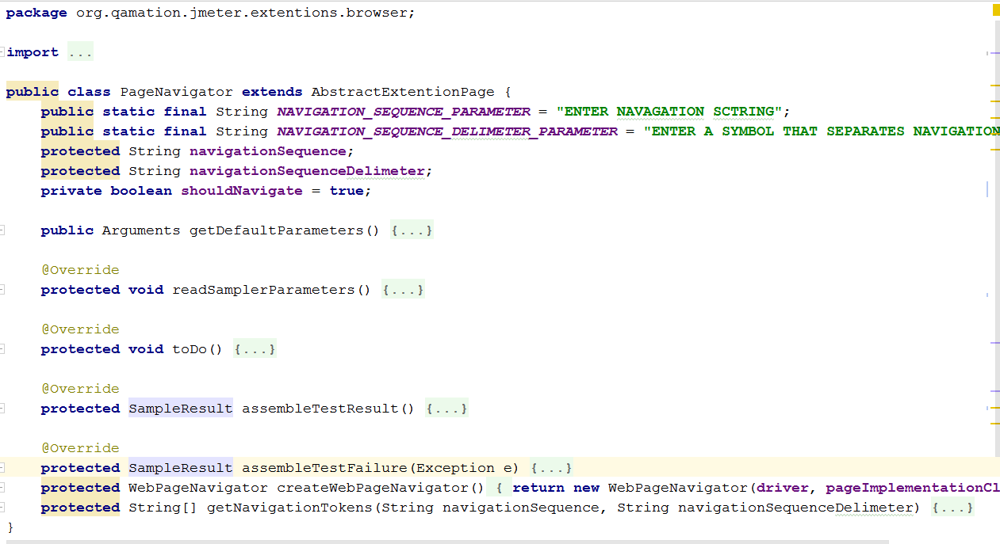 package org.qamation.jmeter.extentions.browser;
import ...
public class PageNavigator extends AbstractExtentionPage {
public static final String NAVIGATION_SEQUENCE_PARAMETER = "ENTER NAVAGATION SCTRING";
public static final String NAVIGATION_SEQUENCE_DELIMETER_PARAMETER = "ENTER A SYMBOL THAT SEPARATES NAVIGATION
protected String navigationSequence;
protected String navigationSequenceDelimeter;
private boolean shouldNavigate = true;
public Arguments getDefaultParameters() {...}
@Override
protected void readSamplerParameters() {...}
@Override
protected void toDo() {...}
@Override
protected SampleResult assembleTestResult() {...}
@Override
protected SampleResult assembleTestFailure(Exception e) {...}
protected WebPageNavigator createWebPageNavigator() { return new WebPageNavigator(driver, pageImplementationCl
protected String[] getNavigationTokens(String navigationSequence, String navigationSequenceDelimeter) {...}
}